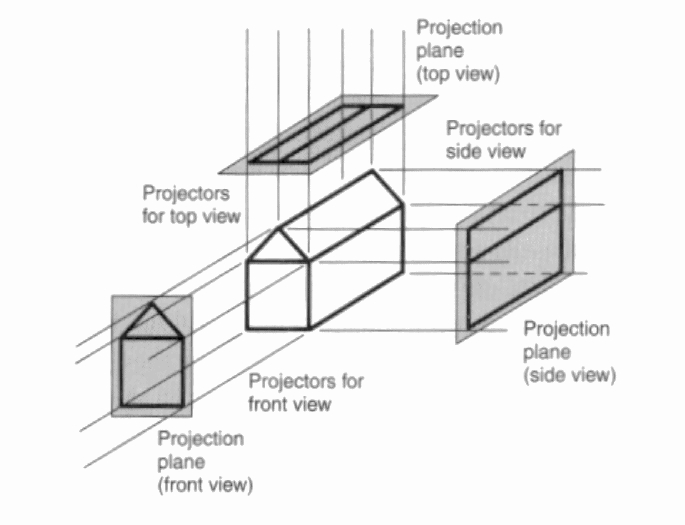 Projection
plane
(top view)
Projectors for
side view
Projectors
for top view
Projection
plane
(side view)
Projectors for
front view
Projection
plane
(front view)